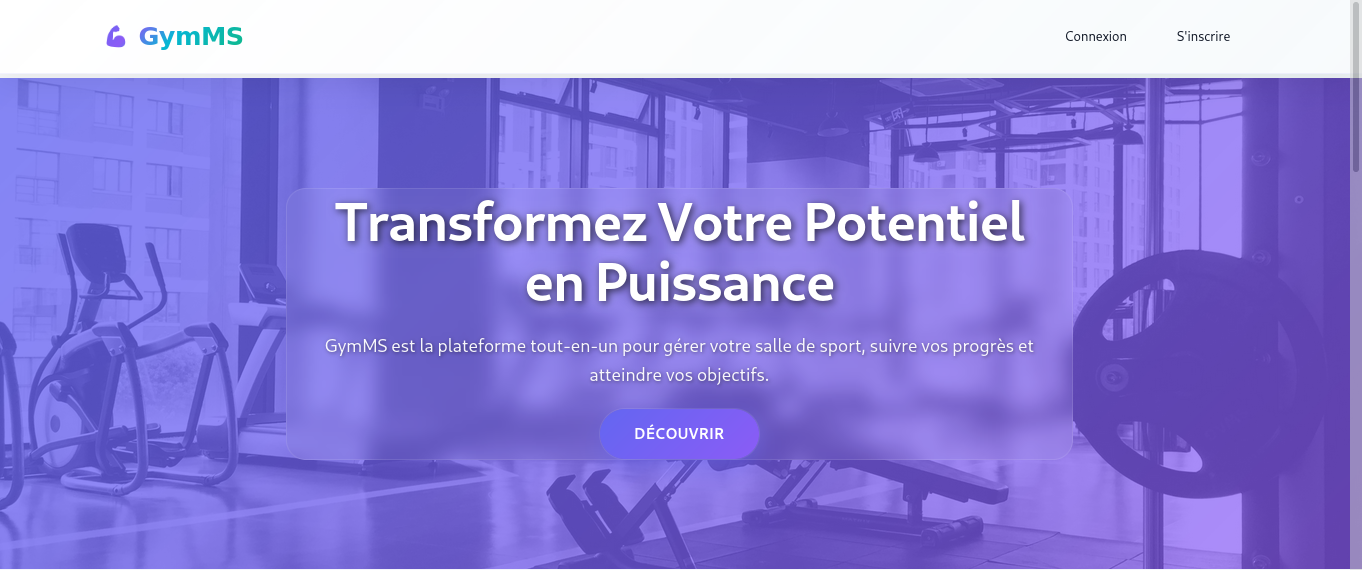 GymMS
Connexion
S'inscrire
Transformez Votre Potentiel
en Puissance
GymMS est la plateforme tout-en-un pour gérer votre salle de sport, suivre vos progrès et
atteindre vos objectifs.
DÉCOUVRIR